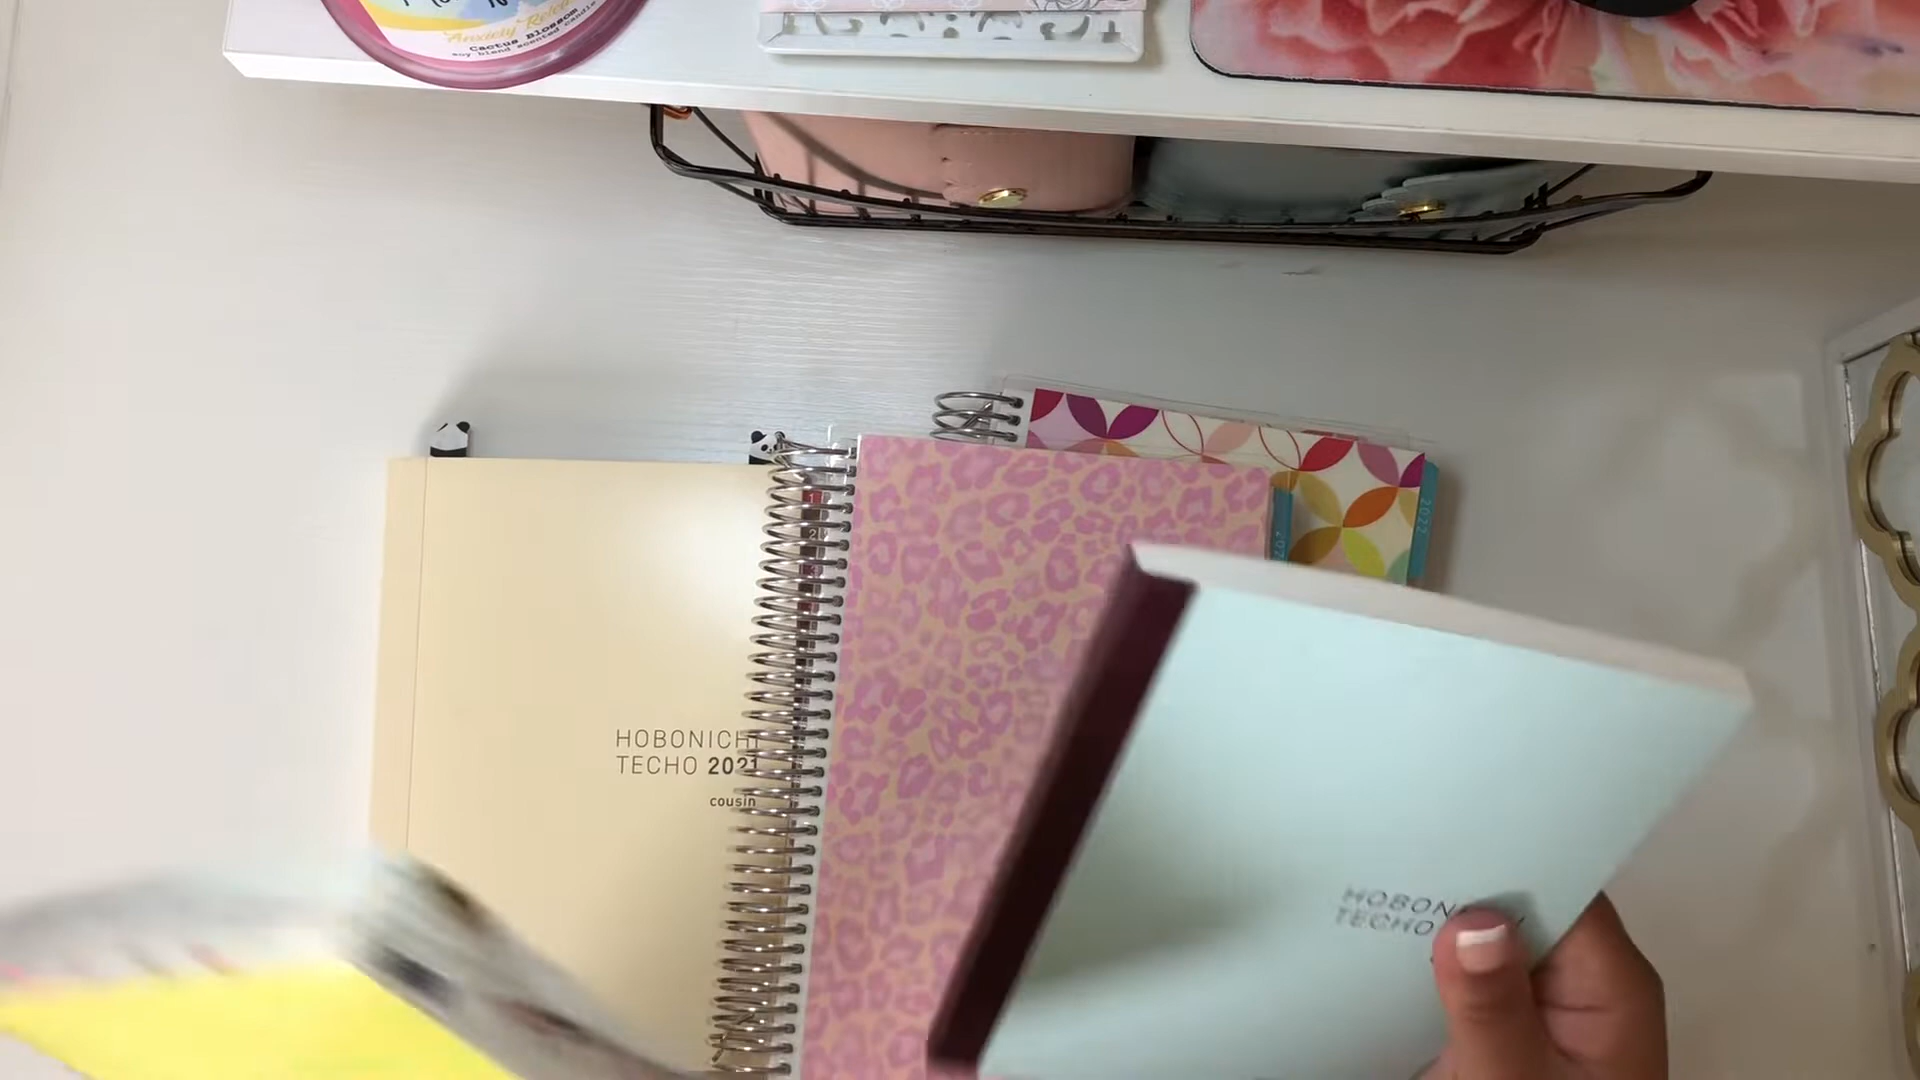 Anxiety Relief
Cactus Blossom
soy blend scented candle
2022
HOBONICHI
TECHO 2021
cousin
HOBONICHI
TECHO